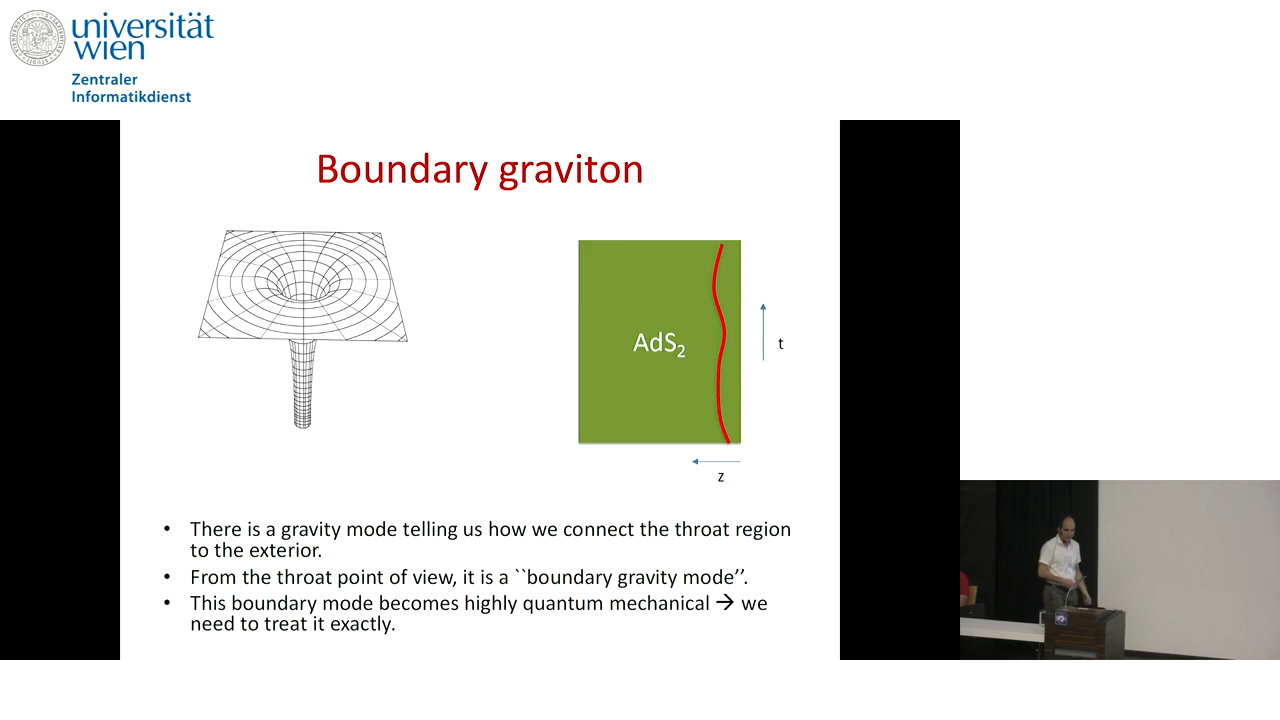 universität
wien
Zentraler
Informatikdienst
Boundary graviton
AdS₂
t
z
• There is a gravity mode telling us how we connect the throat region
to the exterior.
• From the throat point of view, it is a ``boundary gravity mode’’.
• This boundary mode becomes highly quantum mechanical → we
need to treat it exactly.